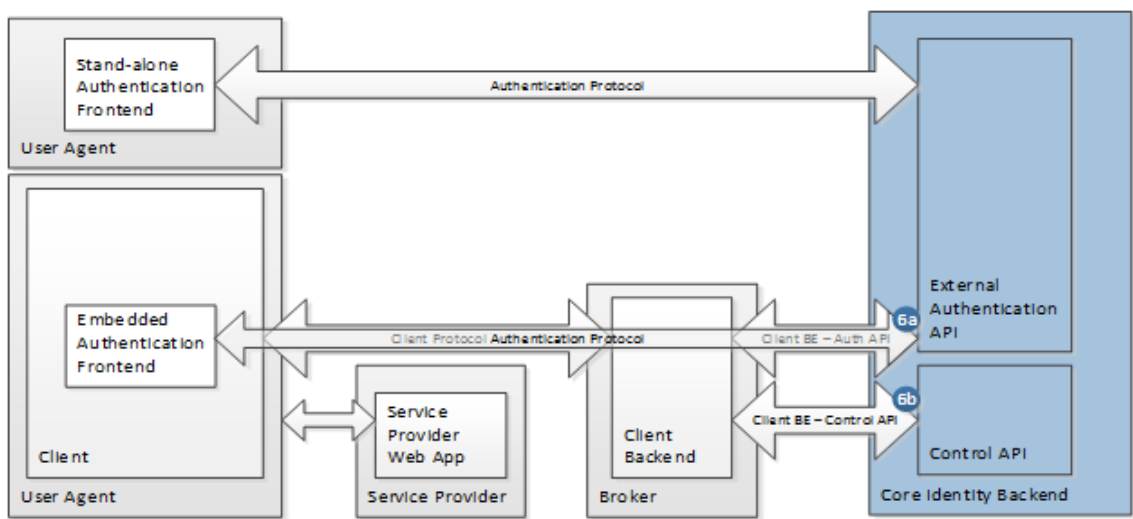 Stand-alone
Authentication
Frontend
User Agent
Authentication Protocol
Embedded
Authentication
Frontend
Client
User Agent
Client Protocol Authentication Protocol
Service
Provider
Web App
Service Provider
Client
Backend
Broker
Client BE – Auth API
6a
Client BE – Control API
6b
External
Authentication
API
Control API
Core Identity Backend